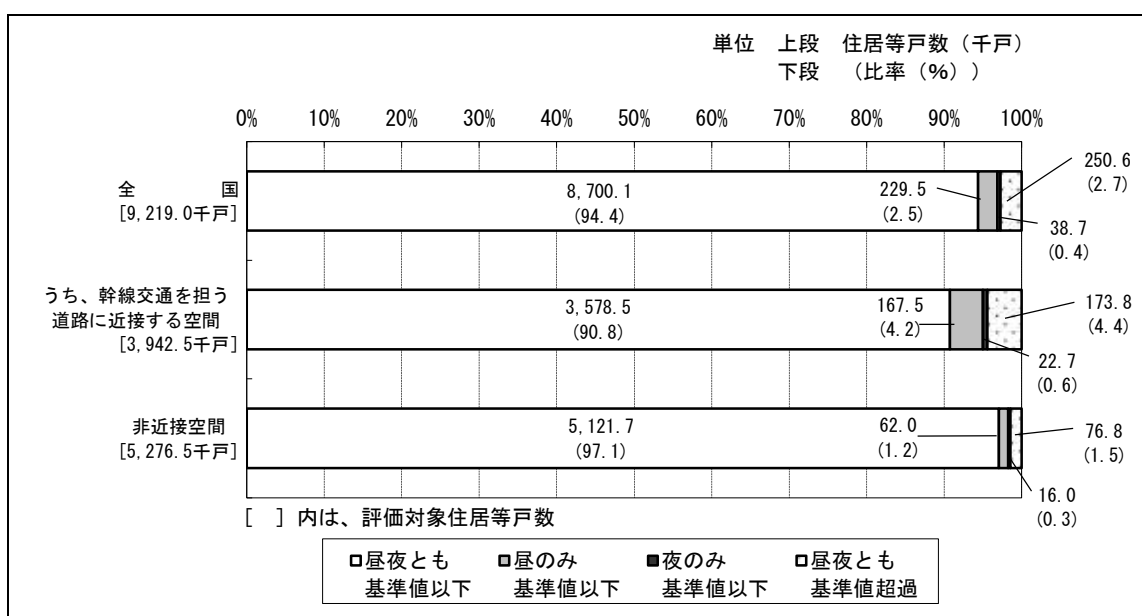 単位 上段 住居等戸数（千戸）
下段 （比率（%））
0% 10% 20% 30% 40% 50% 60% 70% 80% 90% 100%
全国
[9,219.0千戸]
8,700.1
(94.4)
229.5
(2.5)
38.7
(0.4)
250.6
(2.7)
うち、幹線交通を担う
道路に近接する空間
[3,942.5千戸]
3,578.5
(90.8)
167.5
(4.2)
22.7
(0.6)
173.8
(4.4)
非近接空間
[5,276.5千戸]
5,121.7
(97.1)
62.0
(1.2)
16.0
(0.3)
76.8
(1.5)
[ ] 内は、評価対象住居等戸数
昼夜とも
基準値以下
昼のみ
基準値以下
夜のみ
基準値以下
昼夜とも
基準値超過